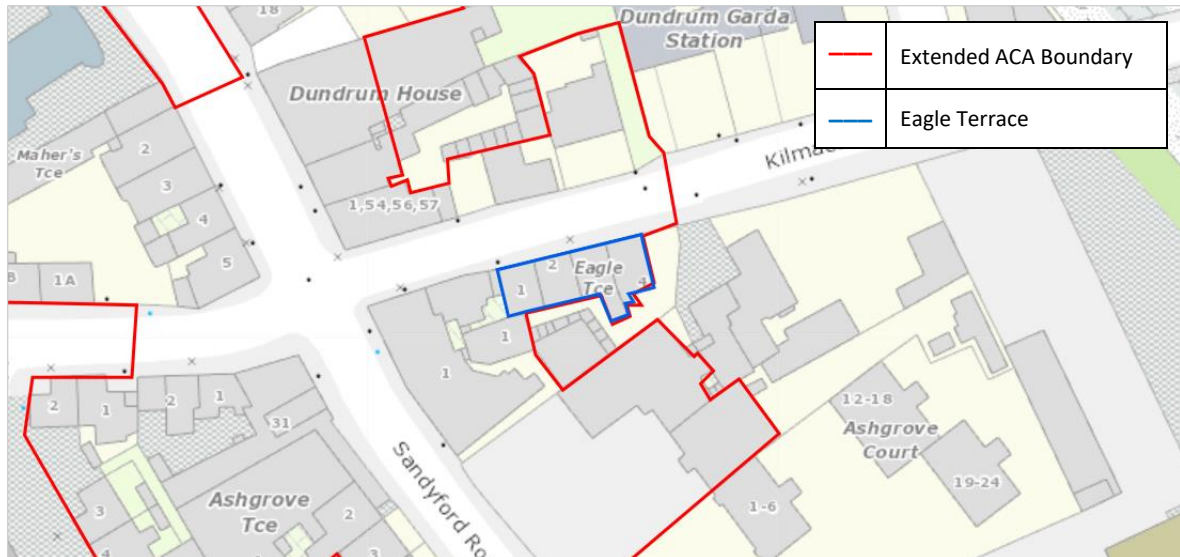 18
Dundrum Garda
Station
Extended ACA Boundary
Eagle Terrace
Dundrum House
Maher's
Tce
2
3
4
5
1,54,56,57
1A
Eagle
Tce
1
2
4
1
1
2
1
2
1
31
12-18
Ashgrove
Court
19-24
1-6
Sandyford
Ashgrove
Tce
3
2
3
4